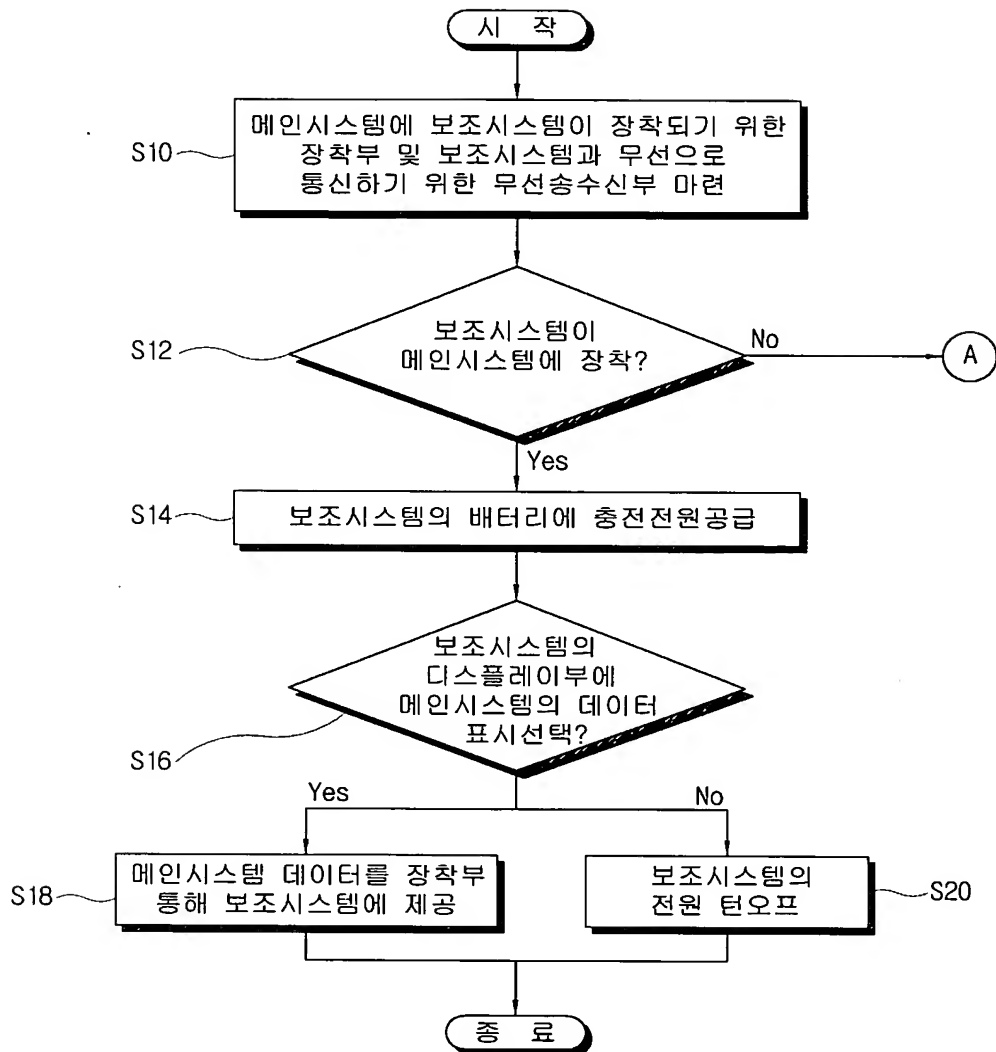 시 작
S10
메인시스템에 보조시스템이 장착되기 위한
장착부 및 보조시스템과 무선으로
통신하기 위한 무선송수신부 마련
S12
보조시스템이
메인시스템에 장착?
No
A
Yes
S14
보조시스템의 배터리에 충전전원공급
보조시스템의
디스플레이부에
메인시스템의 데이터
표시선택?
S16
Yes
No
S18
메인시스템 데이터를 장착부
통해 보조시스템에 제공
보조시스템의
전원 턴오프
S20
종 료